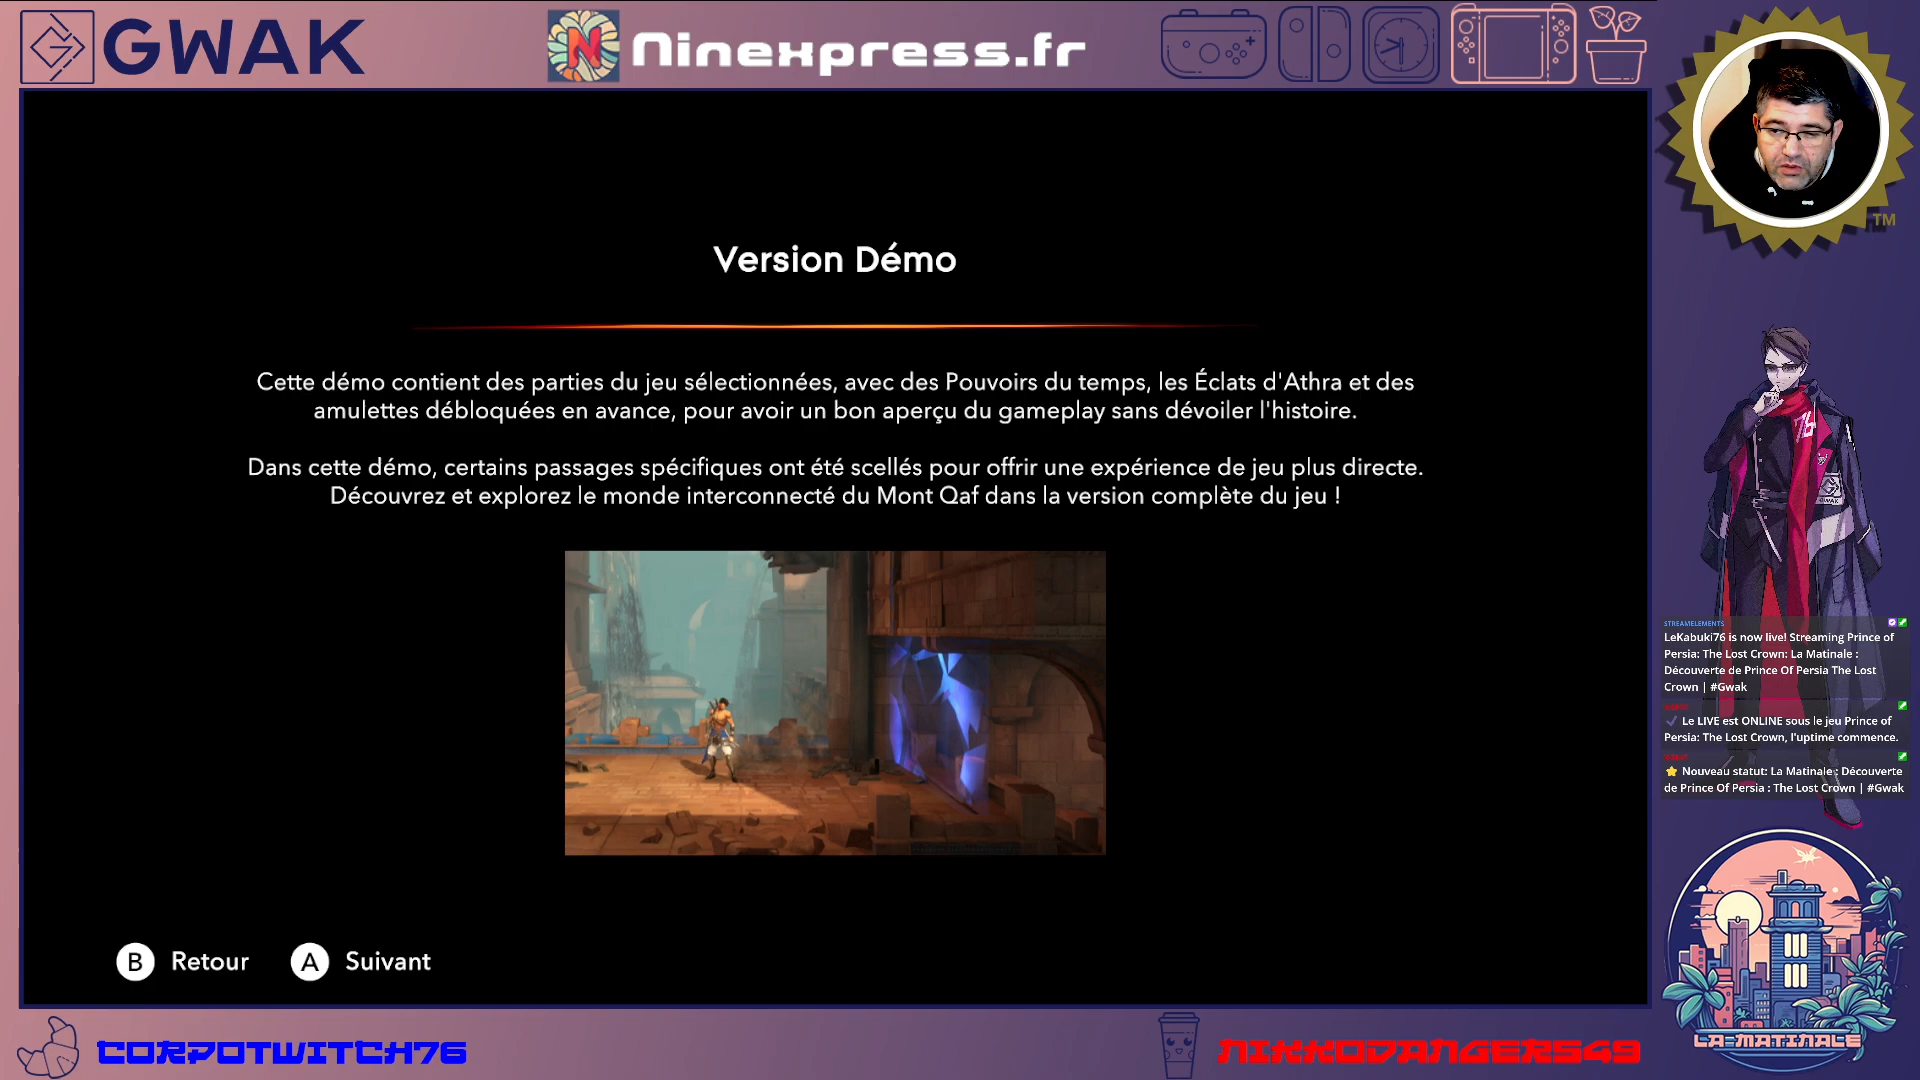 GWAK
Ninexpress.fr
TM
Version Démo
Cette démo contient des parties du jeu sélectionnées, avec des Pouvoirs du temps, les Éclats d'Athra et des
amulettes débloquées en avance, pour avoir un bon aperçu du gameplay sans dévoiler l'histoire.
Dans cette démo, certains passages spécifiques ont été scellés pour offrir une expérience de jeu plus directe.
Découvrez et explorez le monde interconnecté du Mont Qaf dans la version complète du jeu !
B Retour A Suivant
76
GWAK
STREAMELEMENTS
LeKabuki76 is now live! Streaming Prince of
Persia: The Lost Crown: La Matinale :
Découverte de Prince Of Persia The Lost
Crown | #Gwak
Le LIVE est ONLINE sous le jeu Prince of
Persia: The Lost Crown, l'uptime commence.
Nouveau statut: La Matinale : Découverte
de Prince Of Persia : The Lost Crown | #Gwak
LA MATINALE
CORPOTWITCH76
NIKKODANGER549